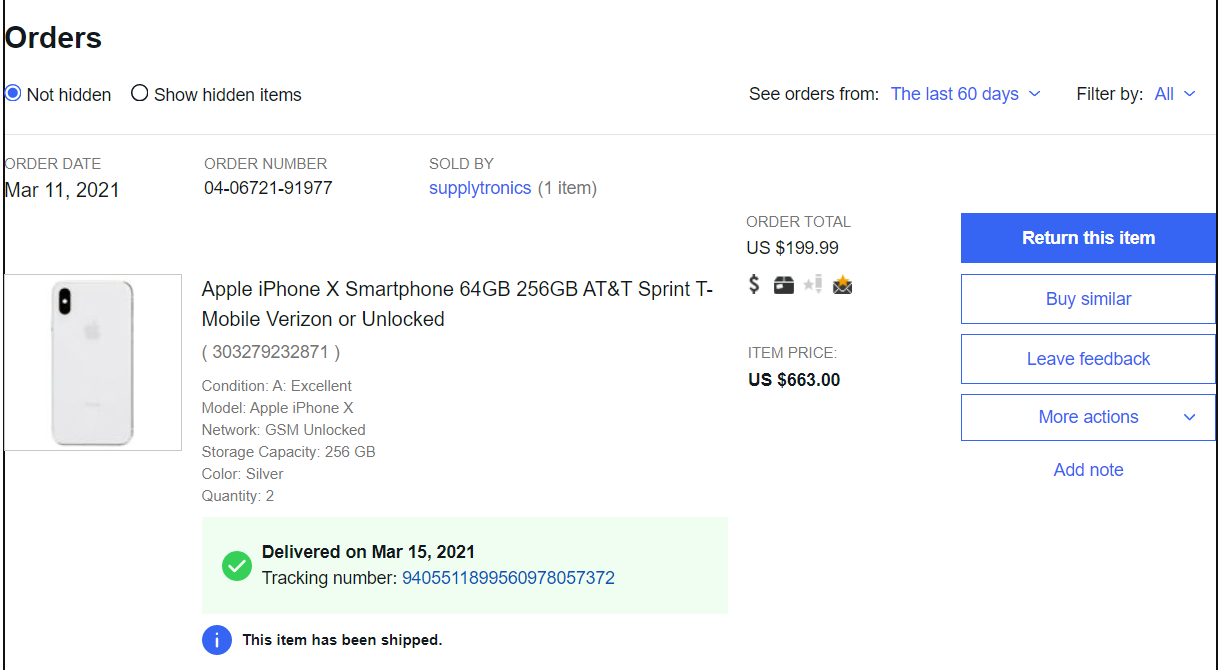 Orders
Not hidden Show hidden items See orders from: The last 60 days Filter by: All
ORDER DATE ORDER NUMBER SOLD BY
Mar 11, 2021 04-06721-91977 supplytronics (1 item)
ORDER TOTAL
US $199.99
Return this item
Apple iPhone X Smartphone 64GB 256GB AT&T Sprint T-
Mobile Verizon or Unlocked
( 303279232871 )
Condition: A: Excellent
Model: Apple iPhone X
Network: GSM Unlocked
Storage Capacity: 256 GB
Color: Silver
Quantity: 2
$
ITEM PRICE:
US $663.00
Buy similar
Leave feedback
More actions
Add note
Delivered on Mar 15, 2021
Tracking number: 9405511899560978057372
i This item has been shipped.